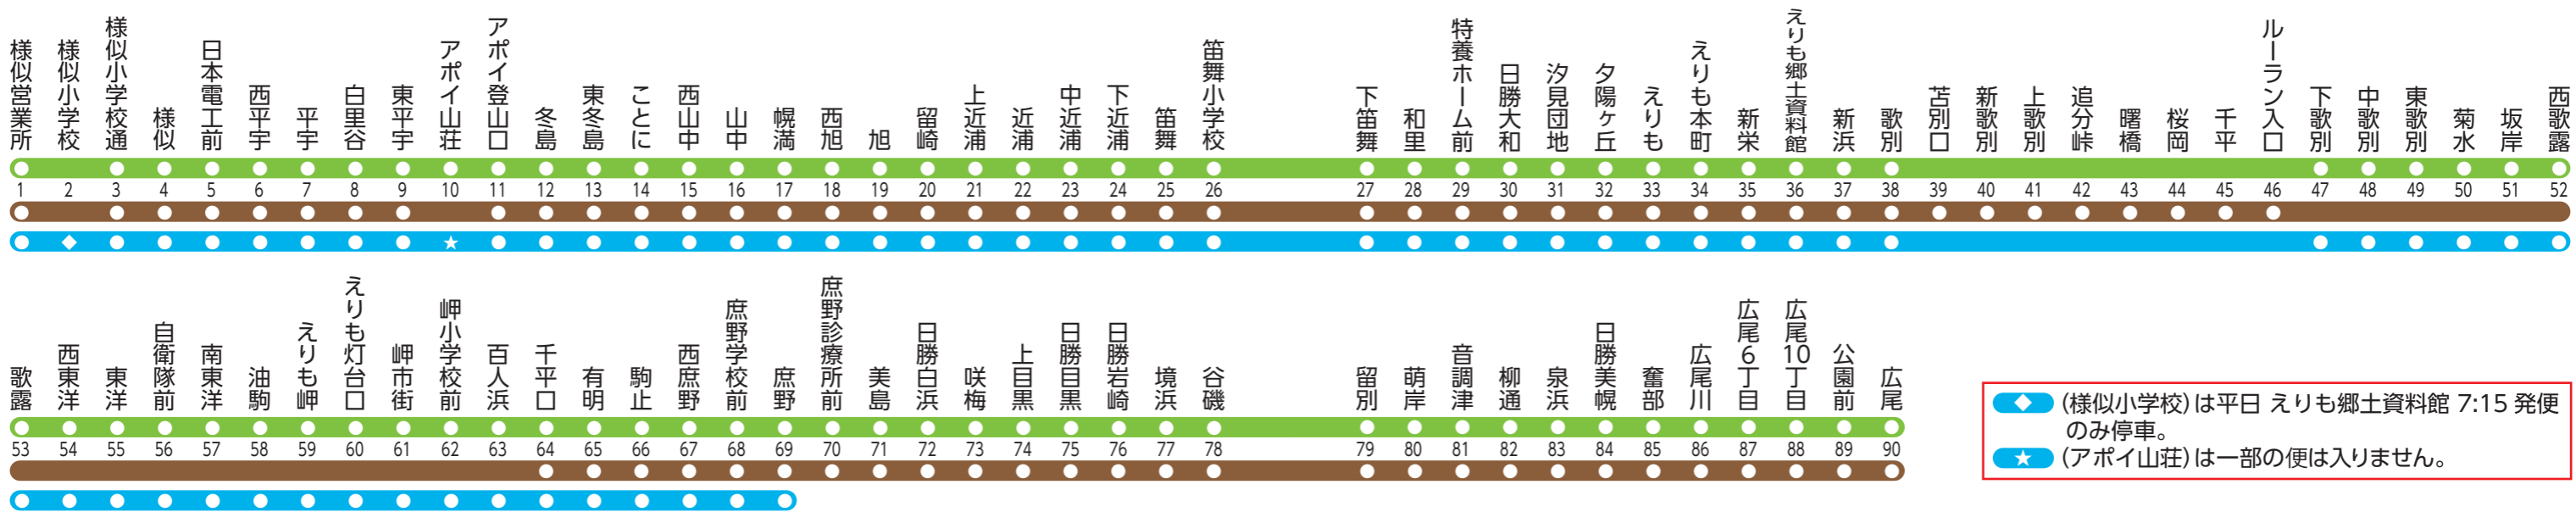 様似営業所
様似小学校
様似小学校通
様似
日本電工前
西平宇
平宇
白里谷
東平宇
アポイ山荘
アポイ登山口
冬島
東冬島
ことに
西山中
山中
幌満
西旭
旭
留崎
上近浦
近浦
中近浦
下近浦
笛舞
笛舞小学校
下笛舞
和里
特養ホーム前
日勝大和
汐見団地
夕陽ヶ丘
えりも
えりも本町
新栄
えりも郷土資料館
新浜
歌別
苫別口
新歌別
上歌別
追分峠
曙橋
桜岡
千平
ルーラン入口
下歌別
中歌別
東歌別
菊水
坂岸
西歌露
1 2 3 4 5 6 7 8 9 10 11 12 13 14 15 16 17 18 19 20 21 22 23 24 25 26 27 28 29 30 31 32 33 34 35 36 37 38 39 40 41 42 43 44 45 46 47 48 49 50 51 52
歌露
西東洋
東洋
自衛隊前
南東洋
油駒
えりも岬
えりも灯台口
岬市街
岬小学校前
百人浜
千平口
有明
駒止
西庶野
庶野学校前
庶野
庶野診療所前
美島
日勝白浜
咲梅
上目黒
日勝目黒
日勝岩崎
境浜
谷磯
留別
萌岸
音調津
柳通
泉浜
日勝美幌
奮部
広尾川
広尾6丁目
広尾10丁目
公園前
広尾
53 54 55 56 57 58 59 60 61 62 63 64 65 66 67 68 69 70 71 72 73 74 75 76 77 78 79 80 81 82 83 84 85 86 87 88 89 90
(様似小学校)は平日 えりも郷土資料館 7:15 発便
のみ停車。
(アポイ山荘)は一部の便は入りません。